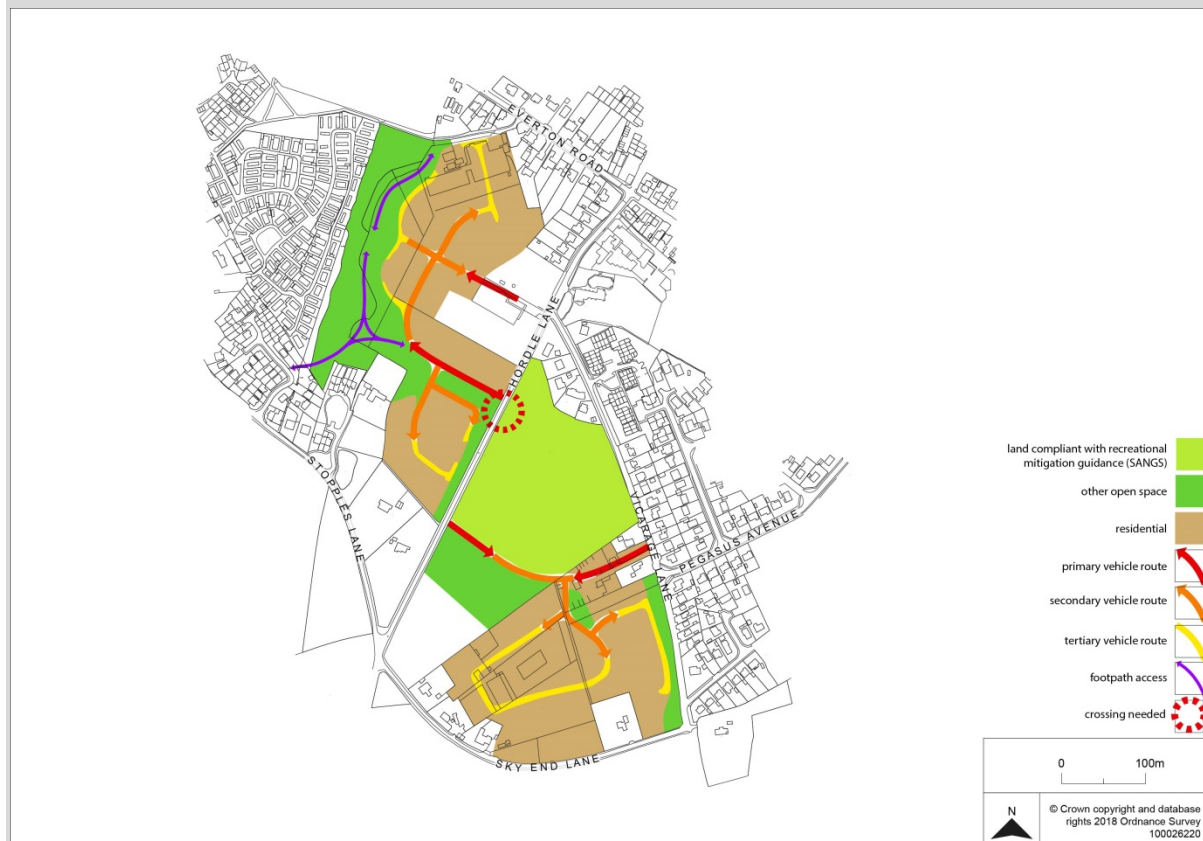 EVERTON ROAD
HORDLE LANE
STOPPLES LANE
VICARAGE LANE
PEGASUS AVENUE
SKY END LANE
land compliant with recreational
mitigation guidance (SANGS)
other open space
residential
primary vehicle route
secondary vehicle route
tertiary vehicle route
footpath access
crossing needed
0 100m
N
© Crown copyright and database
rights 2018 Ordnance Survey
100026220